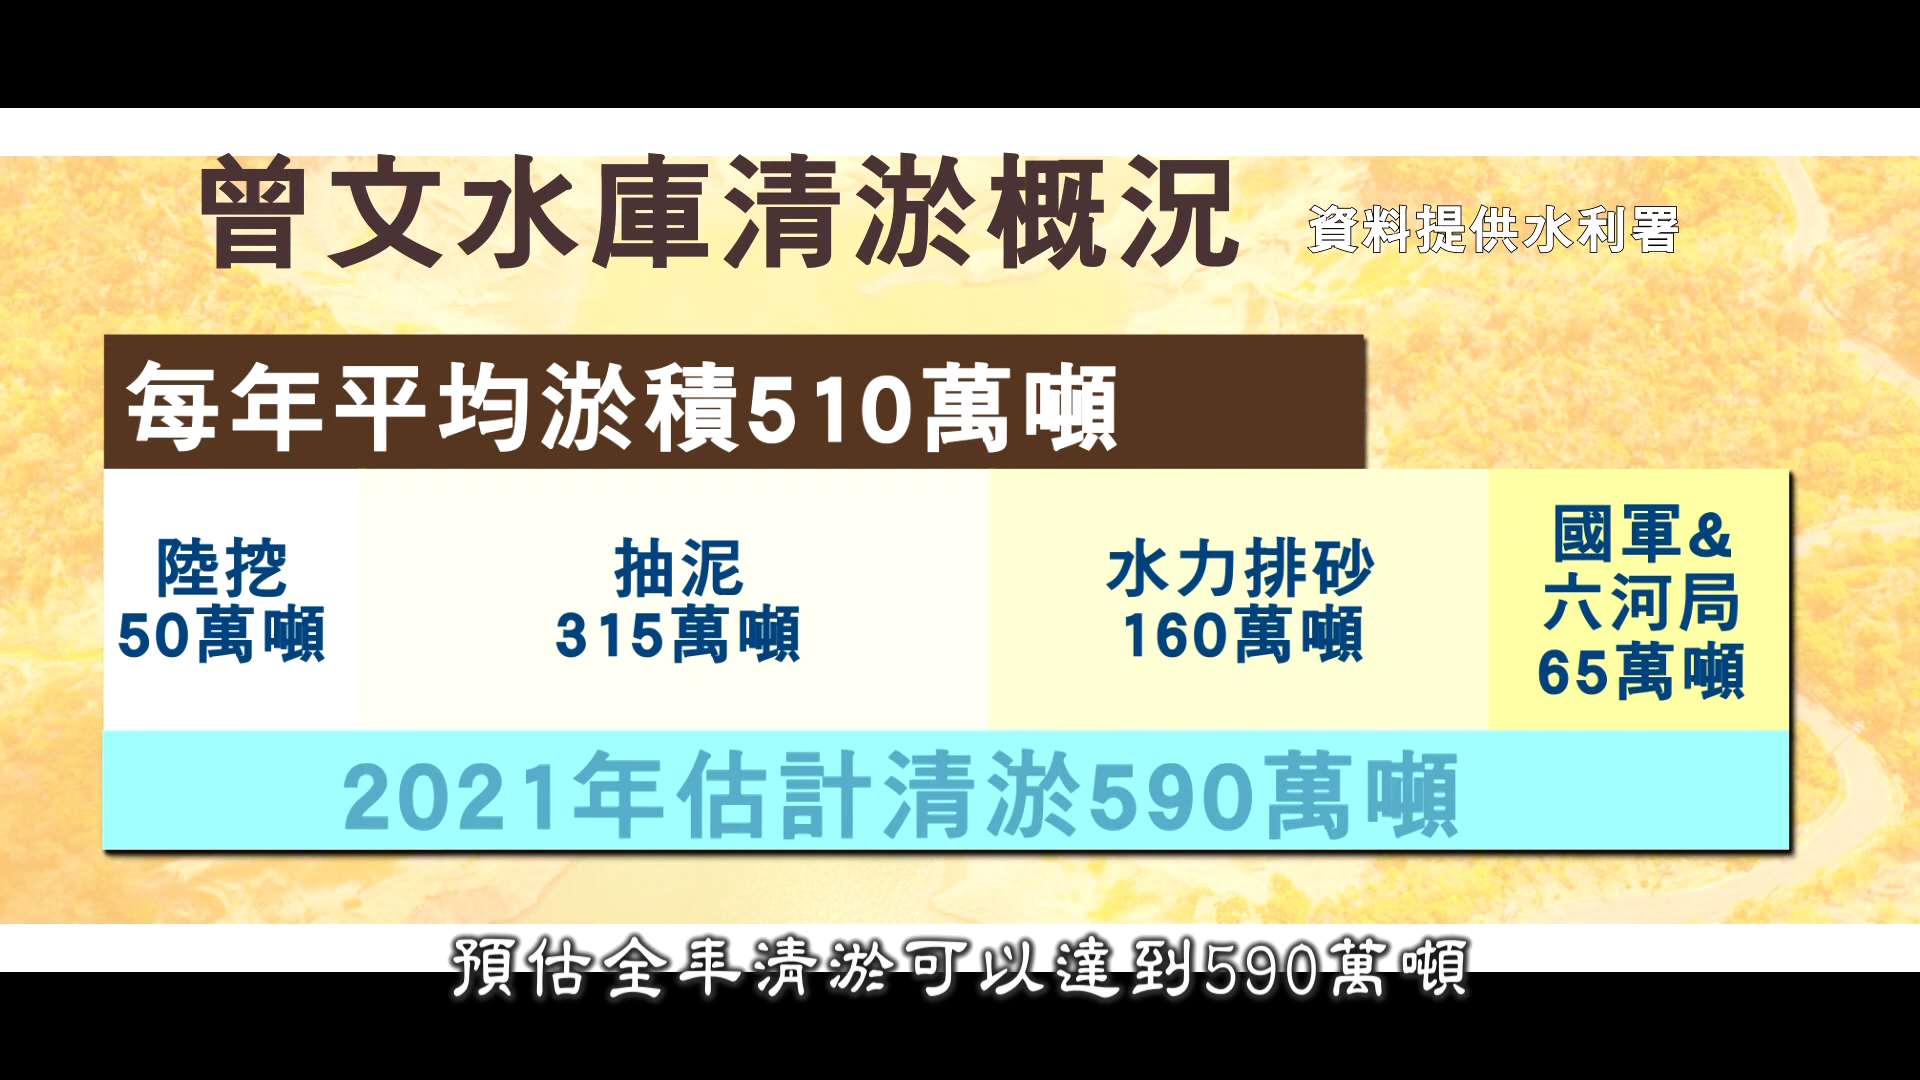 曾文水庫清淤概況
資料提供水利署
每年平均淤積510萬噸
陸挖
50萬噸
抽泥
315萬噸
水力排砂
160萬噸
國軍&
六河局
65萬噸
2021年估計清淤590萬噸
預估全年清淤可以達到590萬噸